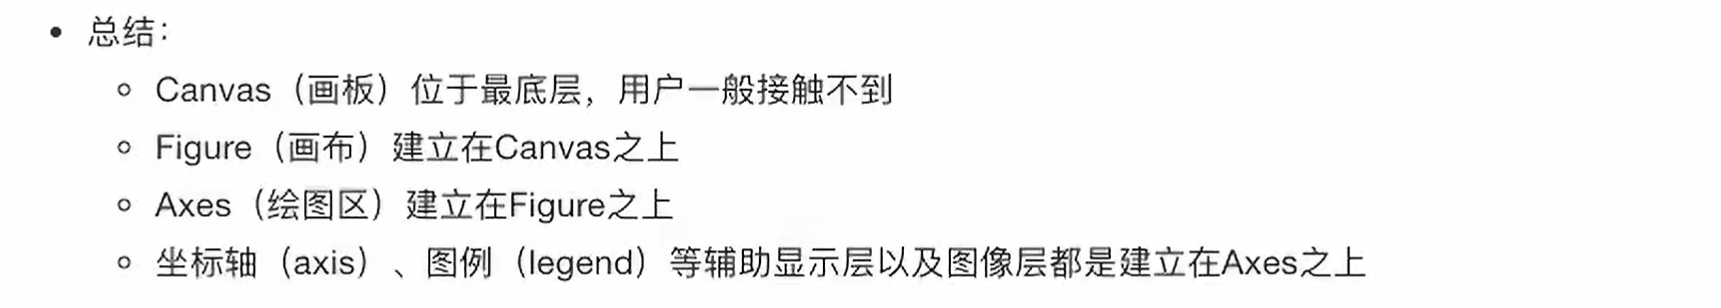 • 总结：
◦ Canvas（画板）位于最底层，用户一般接触不到
◦ Figure（画布）建立在Canvas之上
◦ Axes（绘图区）建立在Figure之上
◦ 坐标轴（axis）、图例（legend）等辅助显示层以及图像层都是建立在Axes之上